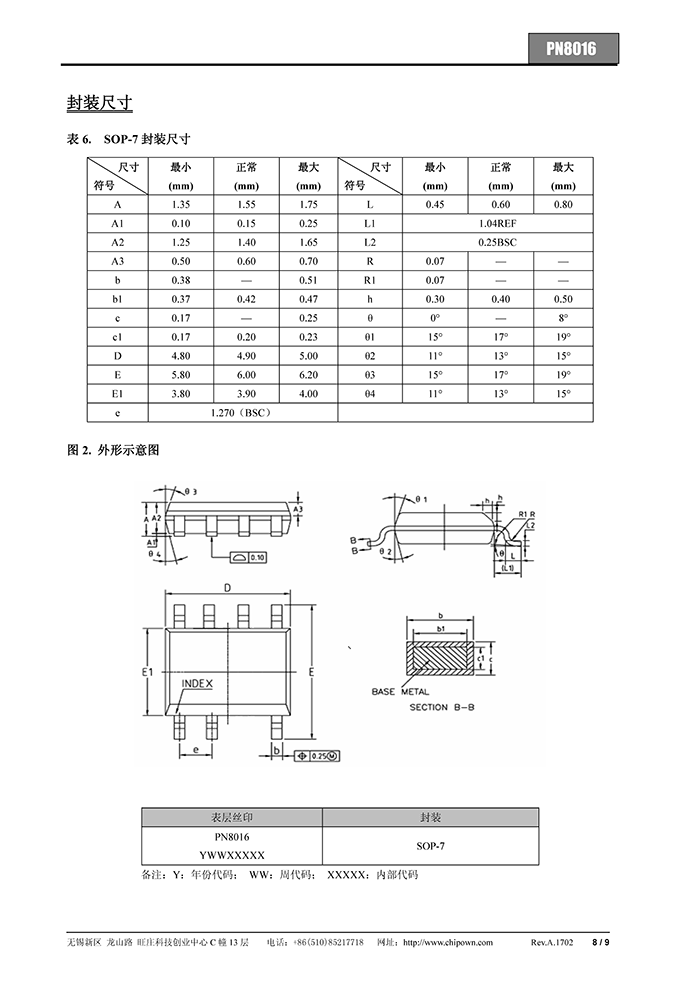 PN8016
封装尺寸
表 6. SOP-7 封装尺寸
尺寸 最小 正常 最大 尺寸 最小 正常 最大
符号 (mm) (mm) (mm) 符号 (mm) (mm) (mm)
A 1.35 1.55 1.75 L 0.45 0.60 0.80
A1 0.10 0.15 0.25 L1 1.04REF
A2 1.25 1.40 1.65 L2 0.25BSC
A3 0.50 0.60 0.70 R 0.07 — —
b 0.38 — 0.51 R1 0.07 — —
b1 0.37 0.42 0.47 h 0.30 0.40 0.50
c 0.17 — 0.25 θ 0° — 8°
c1 0.17 0.20 0.23 θ1 15° 17° 19°
D 4.80 4.90 5.00 θ2 11° 13° 15°
E 5.80 6.00 6.20 θ3 15° 17° 19°
E1 3.80 3.90 4.00 θ4 11° 13° 15°
e 1.270（BSC）
图 2. 外形示意图
θ 3
A A2 A3
A1
θ 4
0.10
θ 1 h h
R1 R
L2
B
B
θ 2 θ L
(L1)
D
E1 E
INDEX
e b 0.25Ⓜ
b
b1
c1 c
BASE METAL
SECTION B-B
表层丝印 封装
PN8016
YWWXXXXX
SOP-7
备注：Y：年份代码； WW：周代码； XXXXX：内部代码
无锡新区 龙山路 旺庄科技创业中心 C 幢 13 层 电话：+86(510)85217718 网址：http://www.chipown.com Rev.A.1702 8 / 9